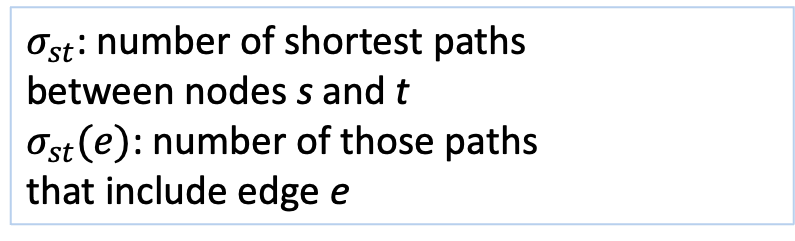 σst: number of shortest paths
between nodes s and t
σst(e): number of those paths
that include edge e